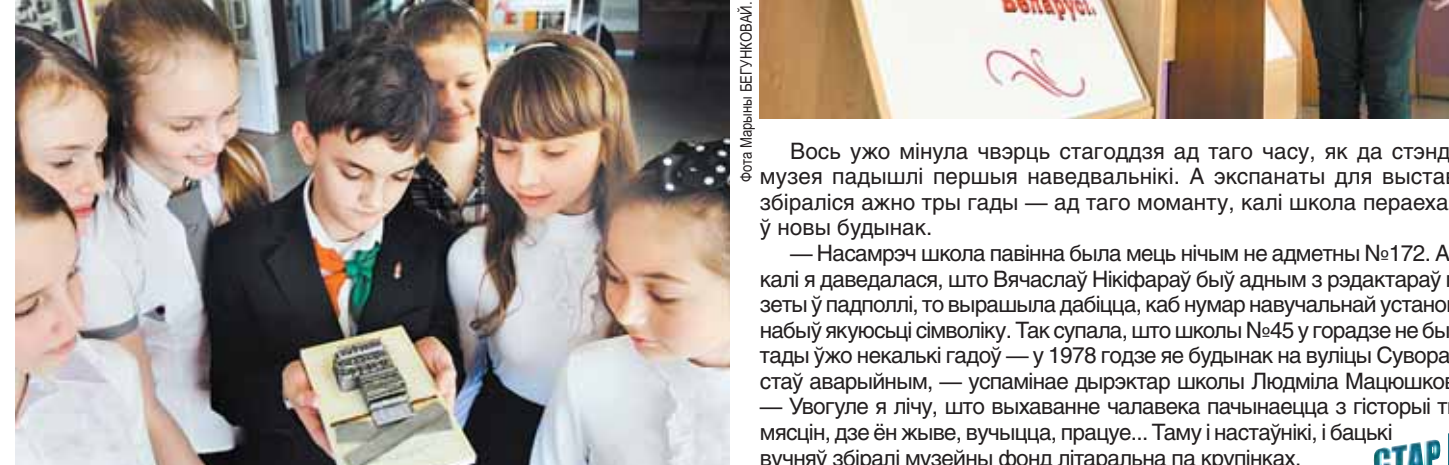 Беларусі.
Фота Марыны БЕГУНКОВАЙ.
Вось ужо мінула чвэрць стагоддзя ад таго часу, як да стэнд
музея падышлі першыя наведвальнікі. А экспанаты для выстав
збіраліся ажно тры гады — ад таго моманту, калі школа пераеха
ў новы будынак.
— Насамрэч школа павінна была мець нічым не адметны №172. А
калі я даведалася, што Вячаслаў Нікіфараў быў адным з рэдактараў
зеты ў падполлі, то вырашыла дабіцца, каб нумар навучальнай установ
набыў якуюсьці сімволіку. Так супала, што школы №45 у горадзе не бы
тады ўжо некалькі гадоў — у 1978 годзе яе будынак на вуліцы Сувора
стаў аварыйным, — успамінае дырэктар школы Людміла Мацюшков
— Увогуле я лічу, што выхаванне чалавека пачынаецца з гісторыі т
мясцін, дзе ён жыве, вучыцца, працуе... Таму і настаўнікі, і бацькі
вучняў збіралі музейны фонд літаральна па крупінках.
СТАР